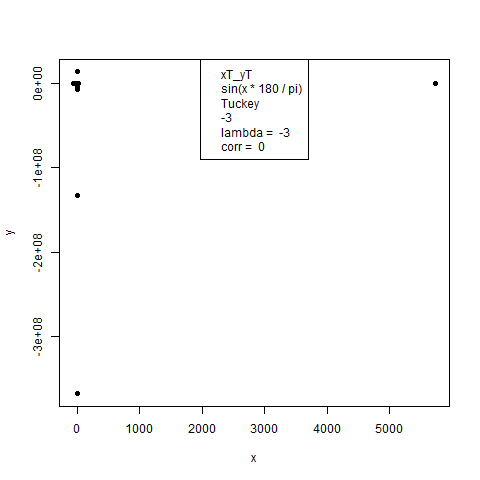 xT_yT
sin(x * 180 / pi)
Tuckey
-3
lambda =  -3
corr =  0
0e+00
-1e+08
-2e+08
-3e+08
y
0
1000
2000
3000
4000
5000
x